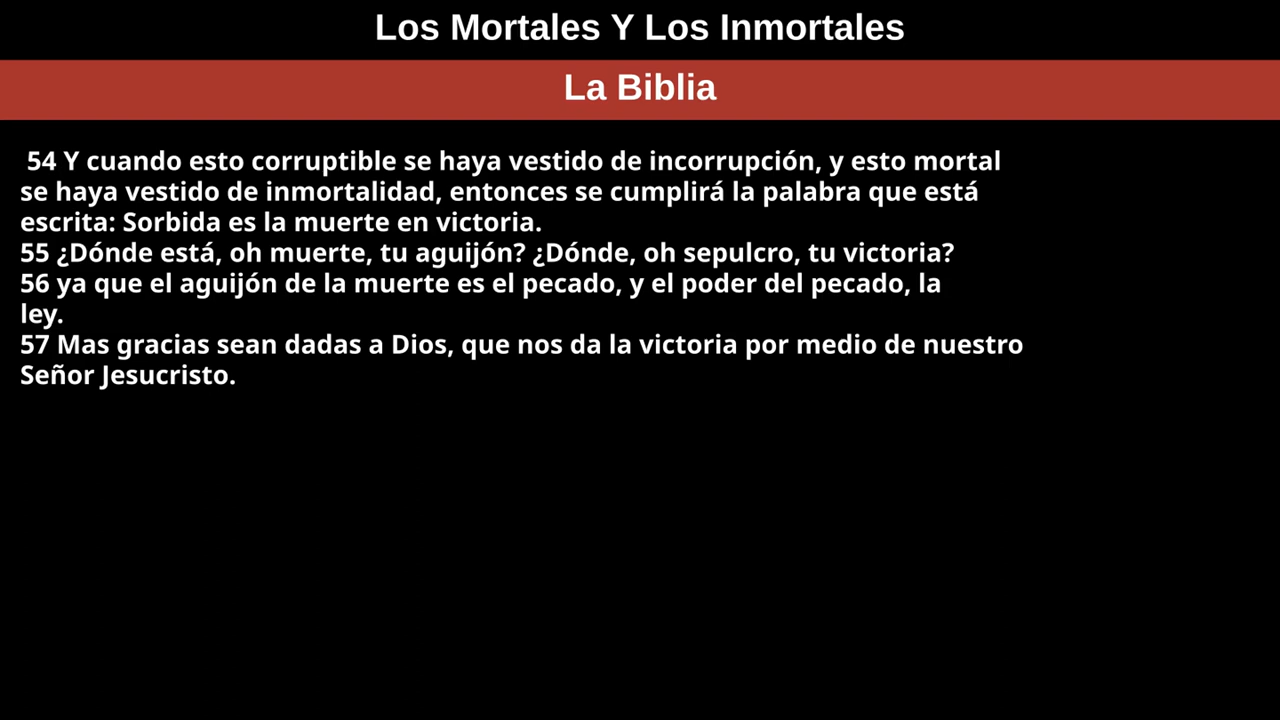 Los Mortales Y Los Inmortales
La Biblia
54 Y cuando esto corruptible se haya vestido de incorrupción, y esto mortal
se haya vestido de inmortalidad, entonces se cumplirá la palabra que está
escrita: Sorbida es la muerte en victoria.
55 ¿Dónde está, oh muerte, tu aguijón? ¿Dónde, oh sepulcro, tu victoria?
56 ya que el aguijón de la muerte es el pecado, y el poder del pecado, la
ley.
57 Mas gracias sean dadas a Dios, que nos da la victoria por medio de nuestro
Señor Jesucristo.